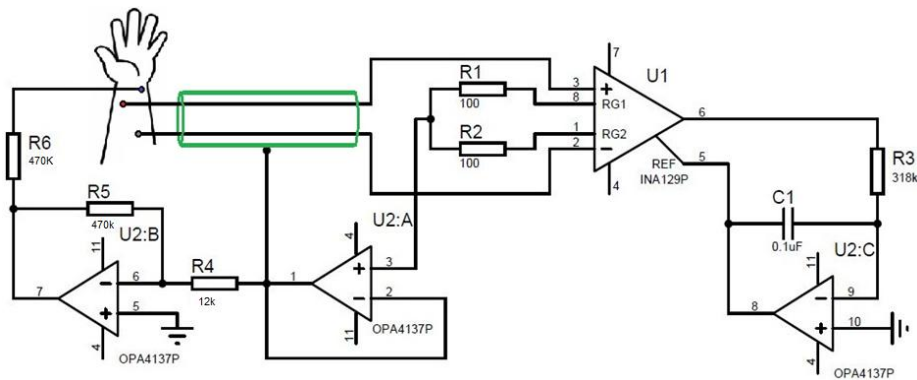 R6
470K
R5
470k
U2:B
11
7
6
5
4
OPA4137P
R4
12k
U2:A
4
1
3
2
11
OPA4137P
R1
100
R2
100
U1
7
3
8
RG1
1
RG2
2
6
REF
5
INA129P
4
R3
318k
C1
0.1uF
U2:C
11
8
9
10
4
OPA4137P